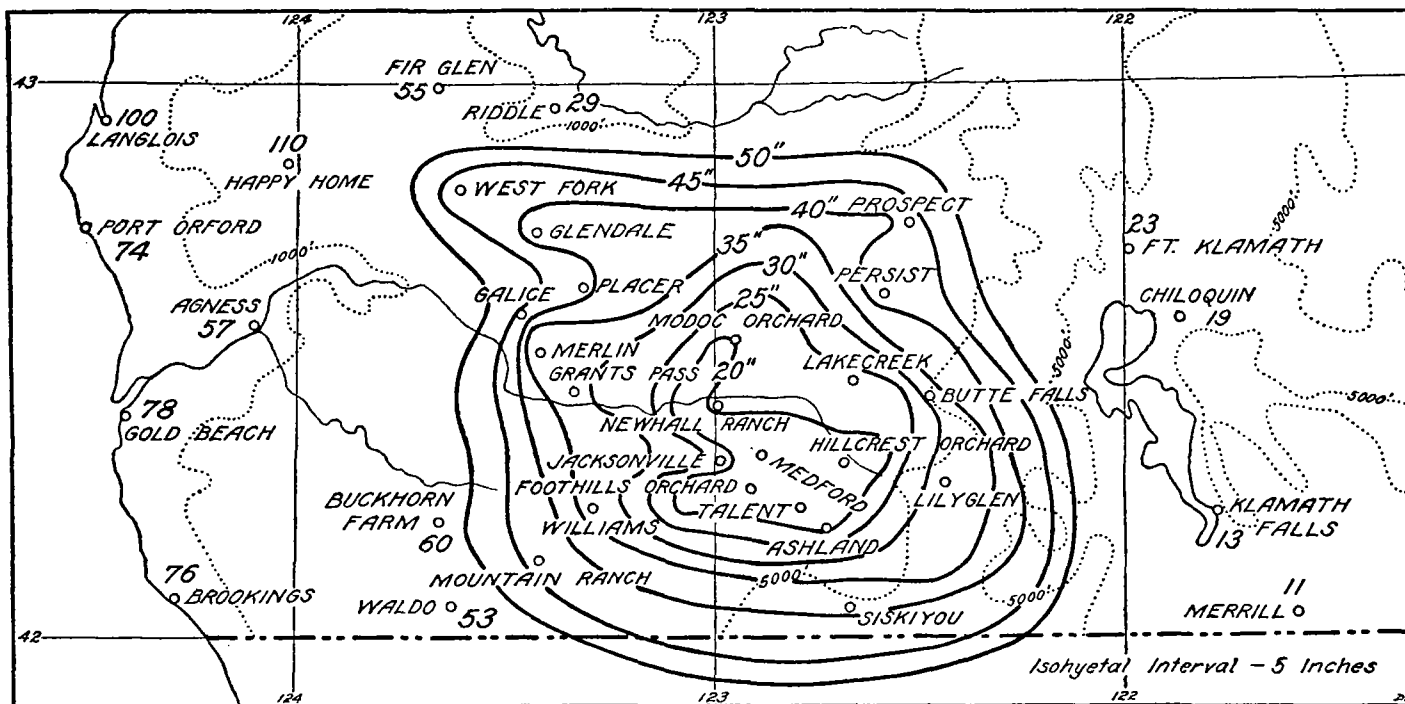 124
123
122
43
FIR GLEN
55
RIDDLE 29
1000'
100
LANGLOIS
110
HAPPY HOME
50"
45"
WEST FORK
40"
PROSPECT
PORT ORFORD
74
GLENDALE
35"
23
FT. KLAMATH
5000'
1000'
30"
PERSIST
GALICE
PLACER
25"
CHILOQUIN
19
AGNESS
57
MODOC ORCHARD
5000'
5000'
MERLIN
LAKECREEK
GRANTS PASS
20"
BUTTE FALLS
5000'
78
GOLD BEACH
NEWHALL RANCH
HILLCREST ORCHARD
JACKSONVILLE
MEDFORD
FOOTHILLS ORCHARD
LILYGLEN
BUCKHORN
FARM
60
WILLIAMS
TALENT
KLAMATH
FALLS
13
ASHLAND
MOUNTAIN RANCH
5000'
5000'
76
BROOKINGS
WALDO
53
SISKIYOU
11
MERRILL
42
Isohyetal Interval - 5 Inches
124
123
122